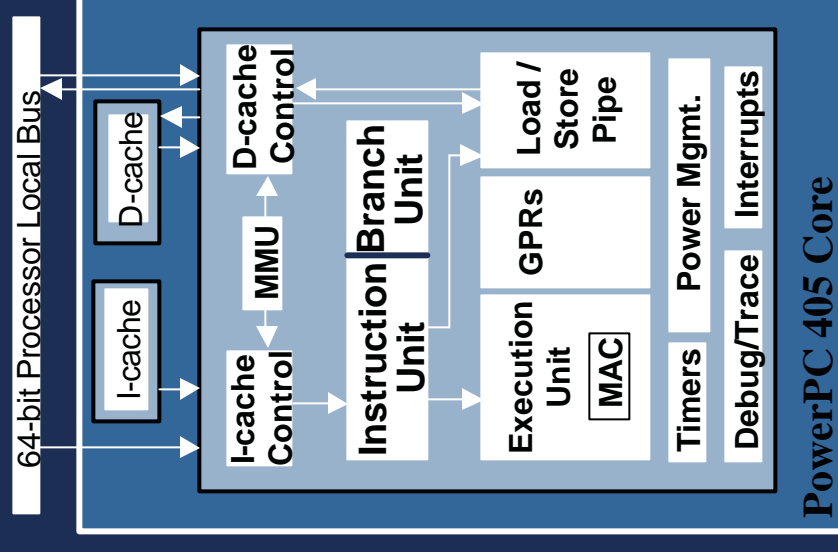 64-bit Processor Local Bus
I-cache
D-cache
I-cache
Control
MMU
D-cache
Control
Instruction
Unit
Branch
Unit
Execution
Unit
MAC
GPRs
Load /
Store
Pipe
Timers
Power Mgmt.
Debug/Trace
Interrupts
PowerPC 405 Core